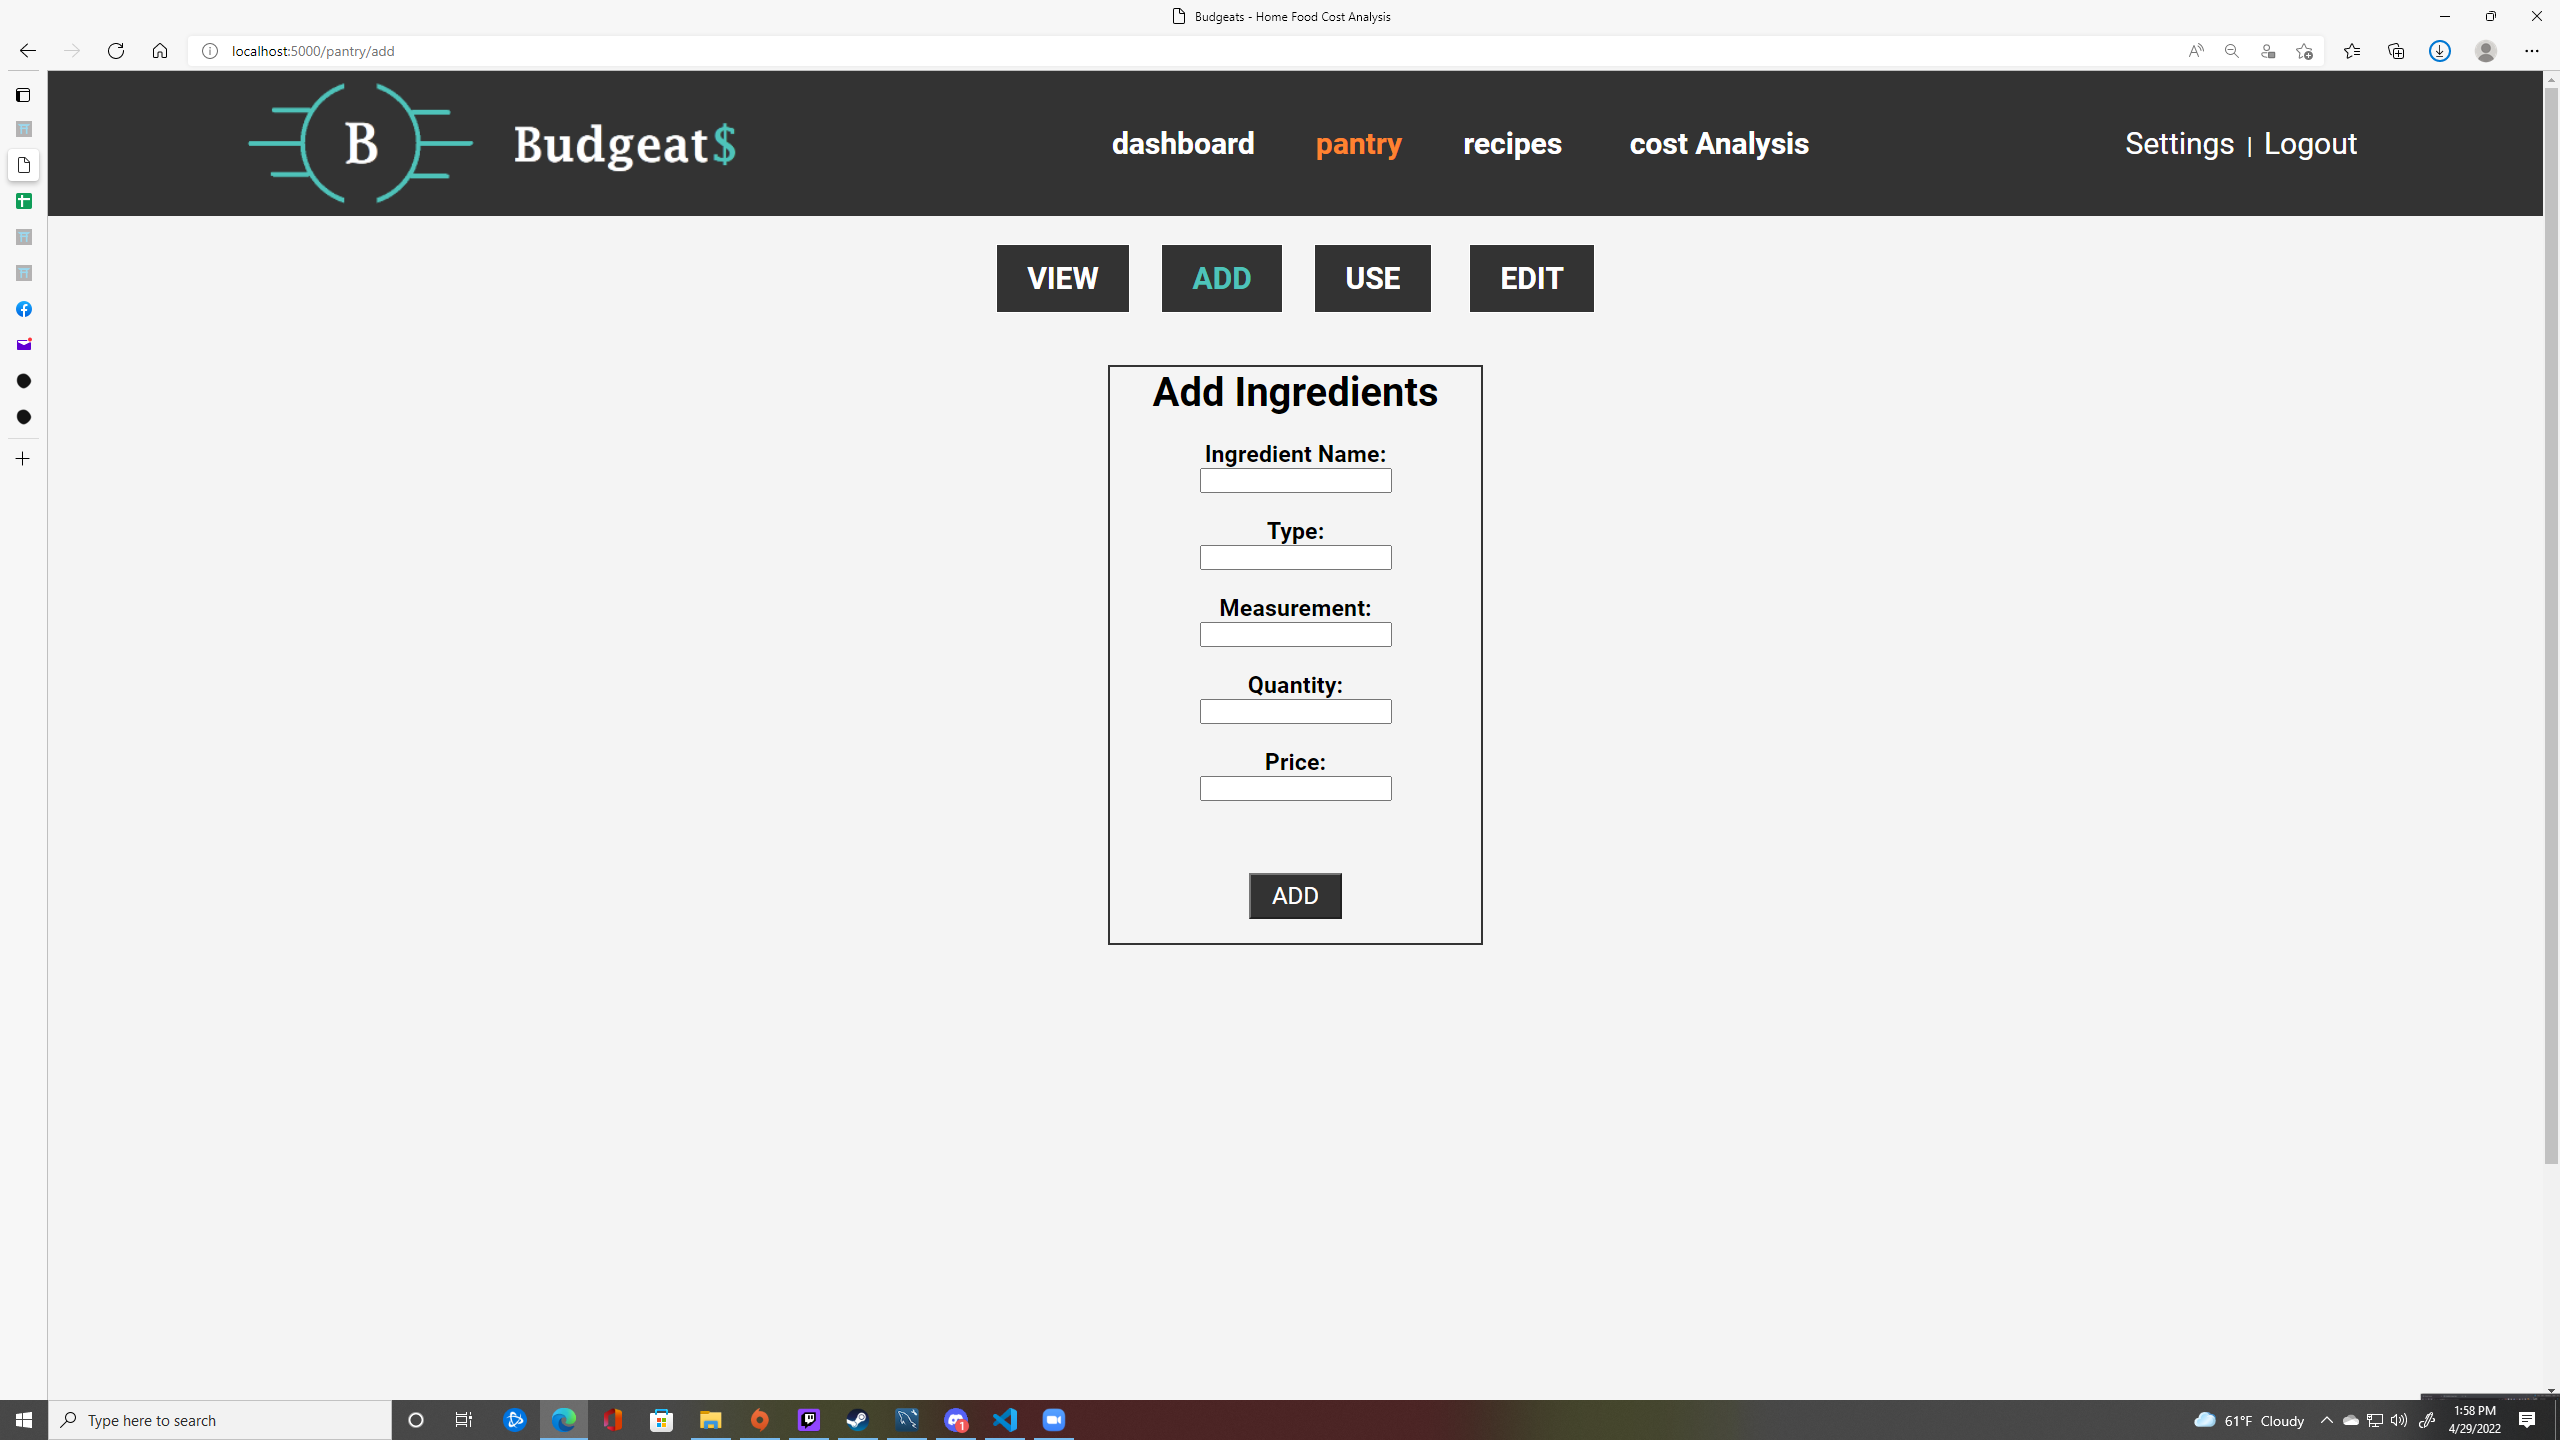 Budgeats - Home Food Cost Analysis
localhost:5000/pantry/add
B
Budgeat$
dashboard pantry recipes cost Analysis
Settings | Logout
VIEW ADD USE EDIT
Add Ingredients
Ingredient Name:
Type:
Measurement:
Quantity:
Price:
ADD
Type here to search
1
61°F Cloudy
1:58 PM
4/29/2022